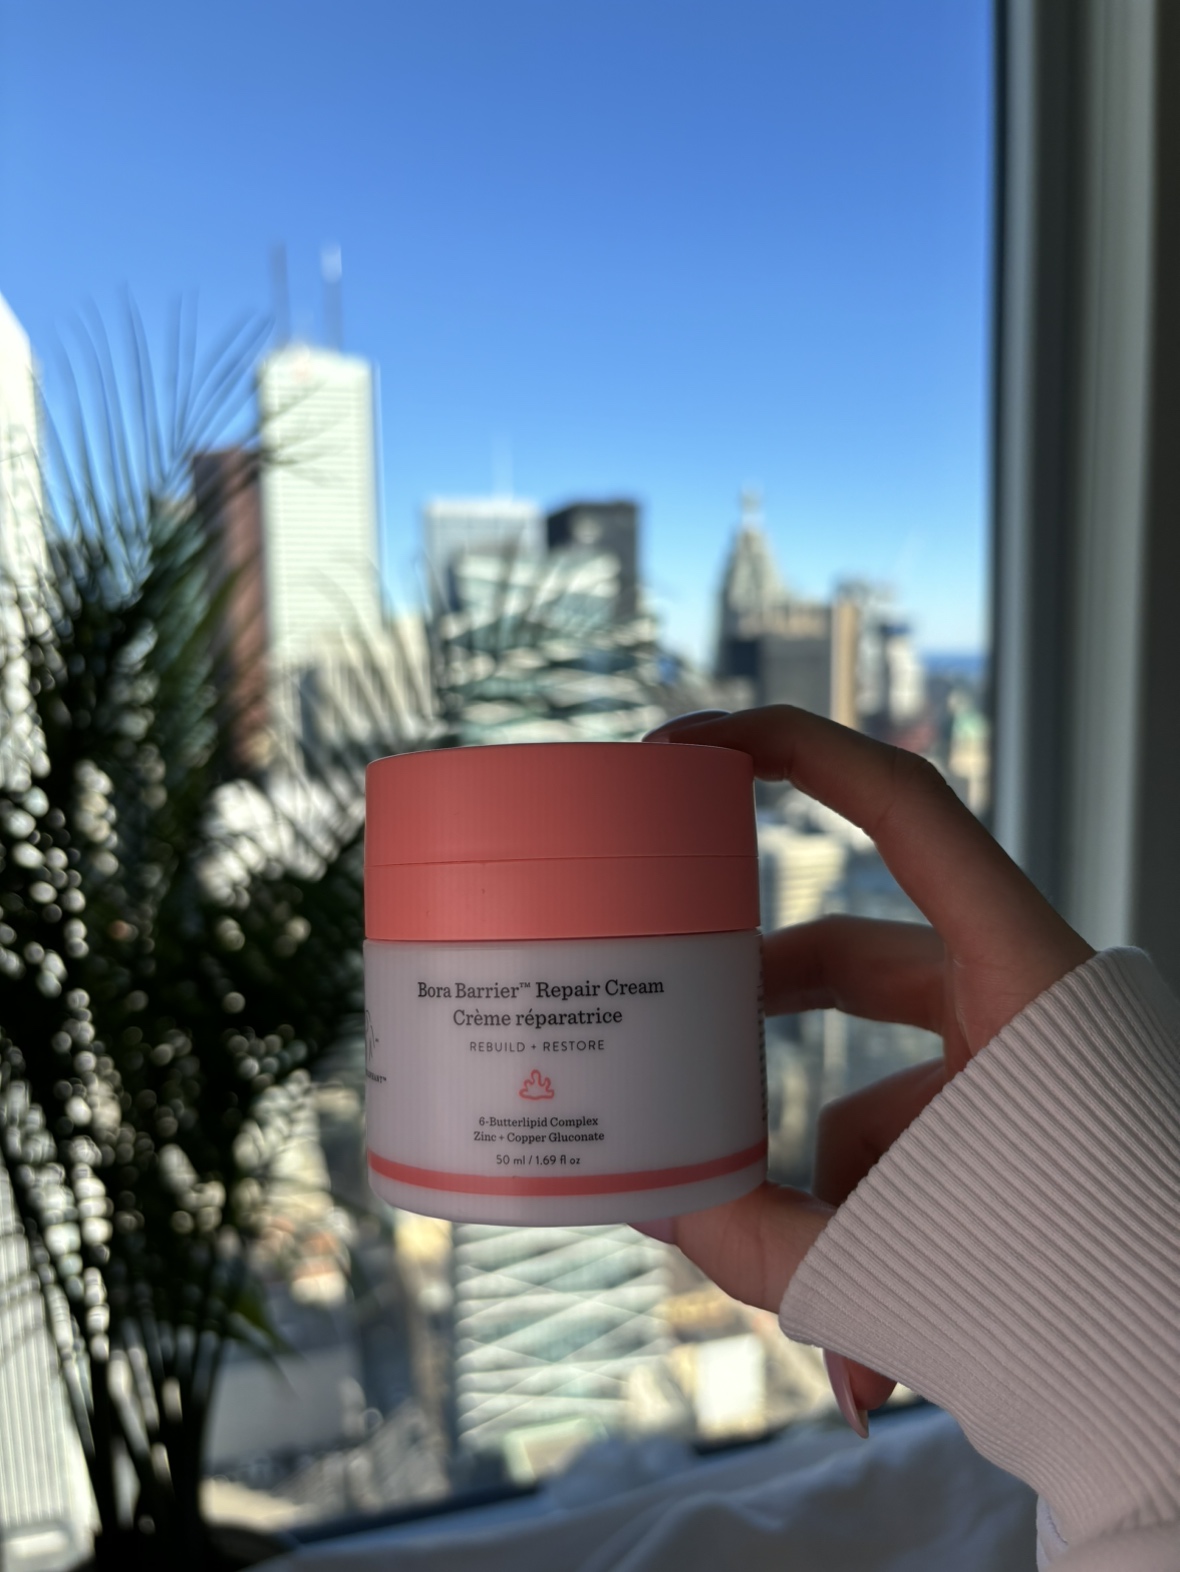 Bora Barrier™ Repair Cream
Crème réparatrice
REBUILD + RESTORE
6-Butterlipid Complex
Zinc + Copper Gluconate
50 ml / 1.69 fl oz